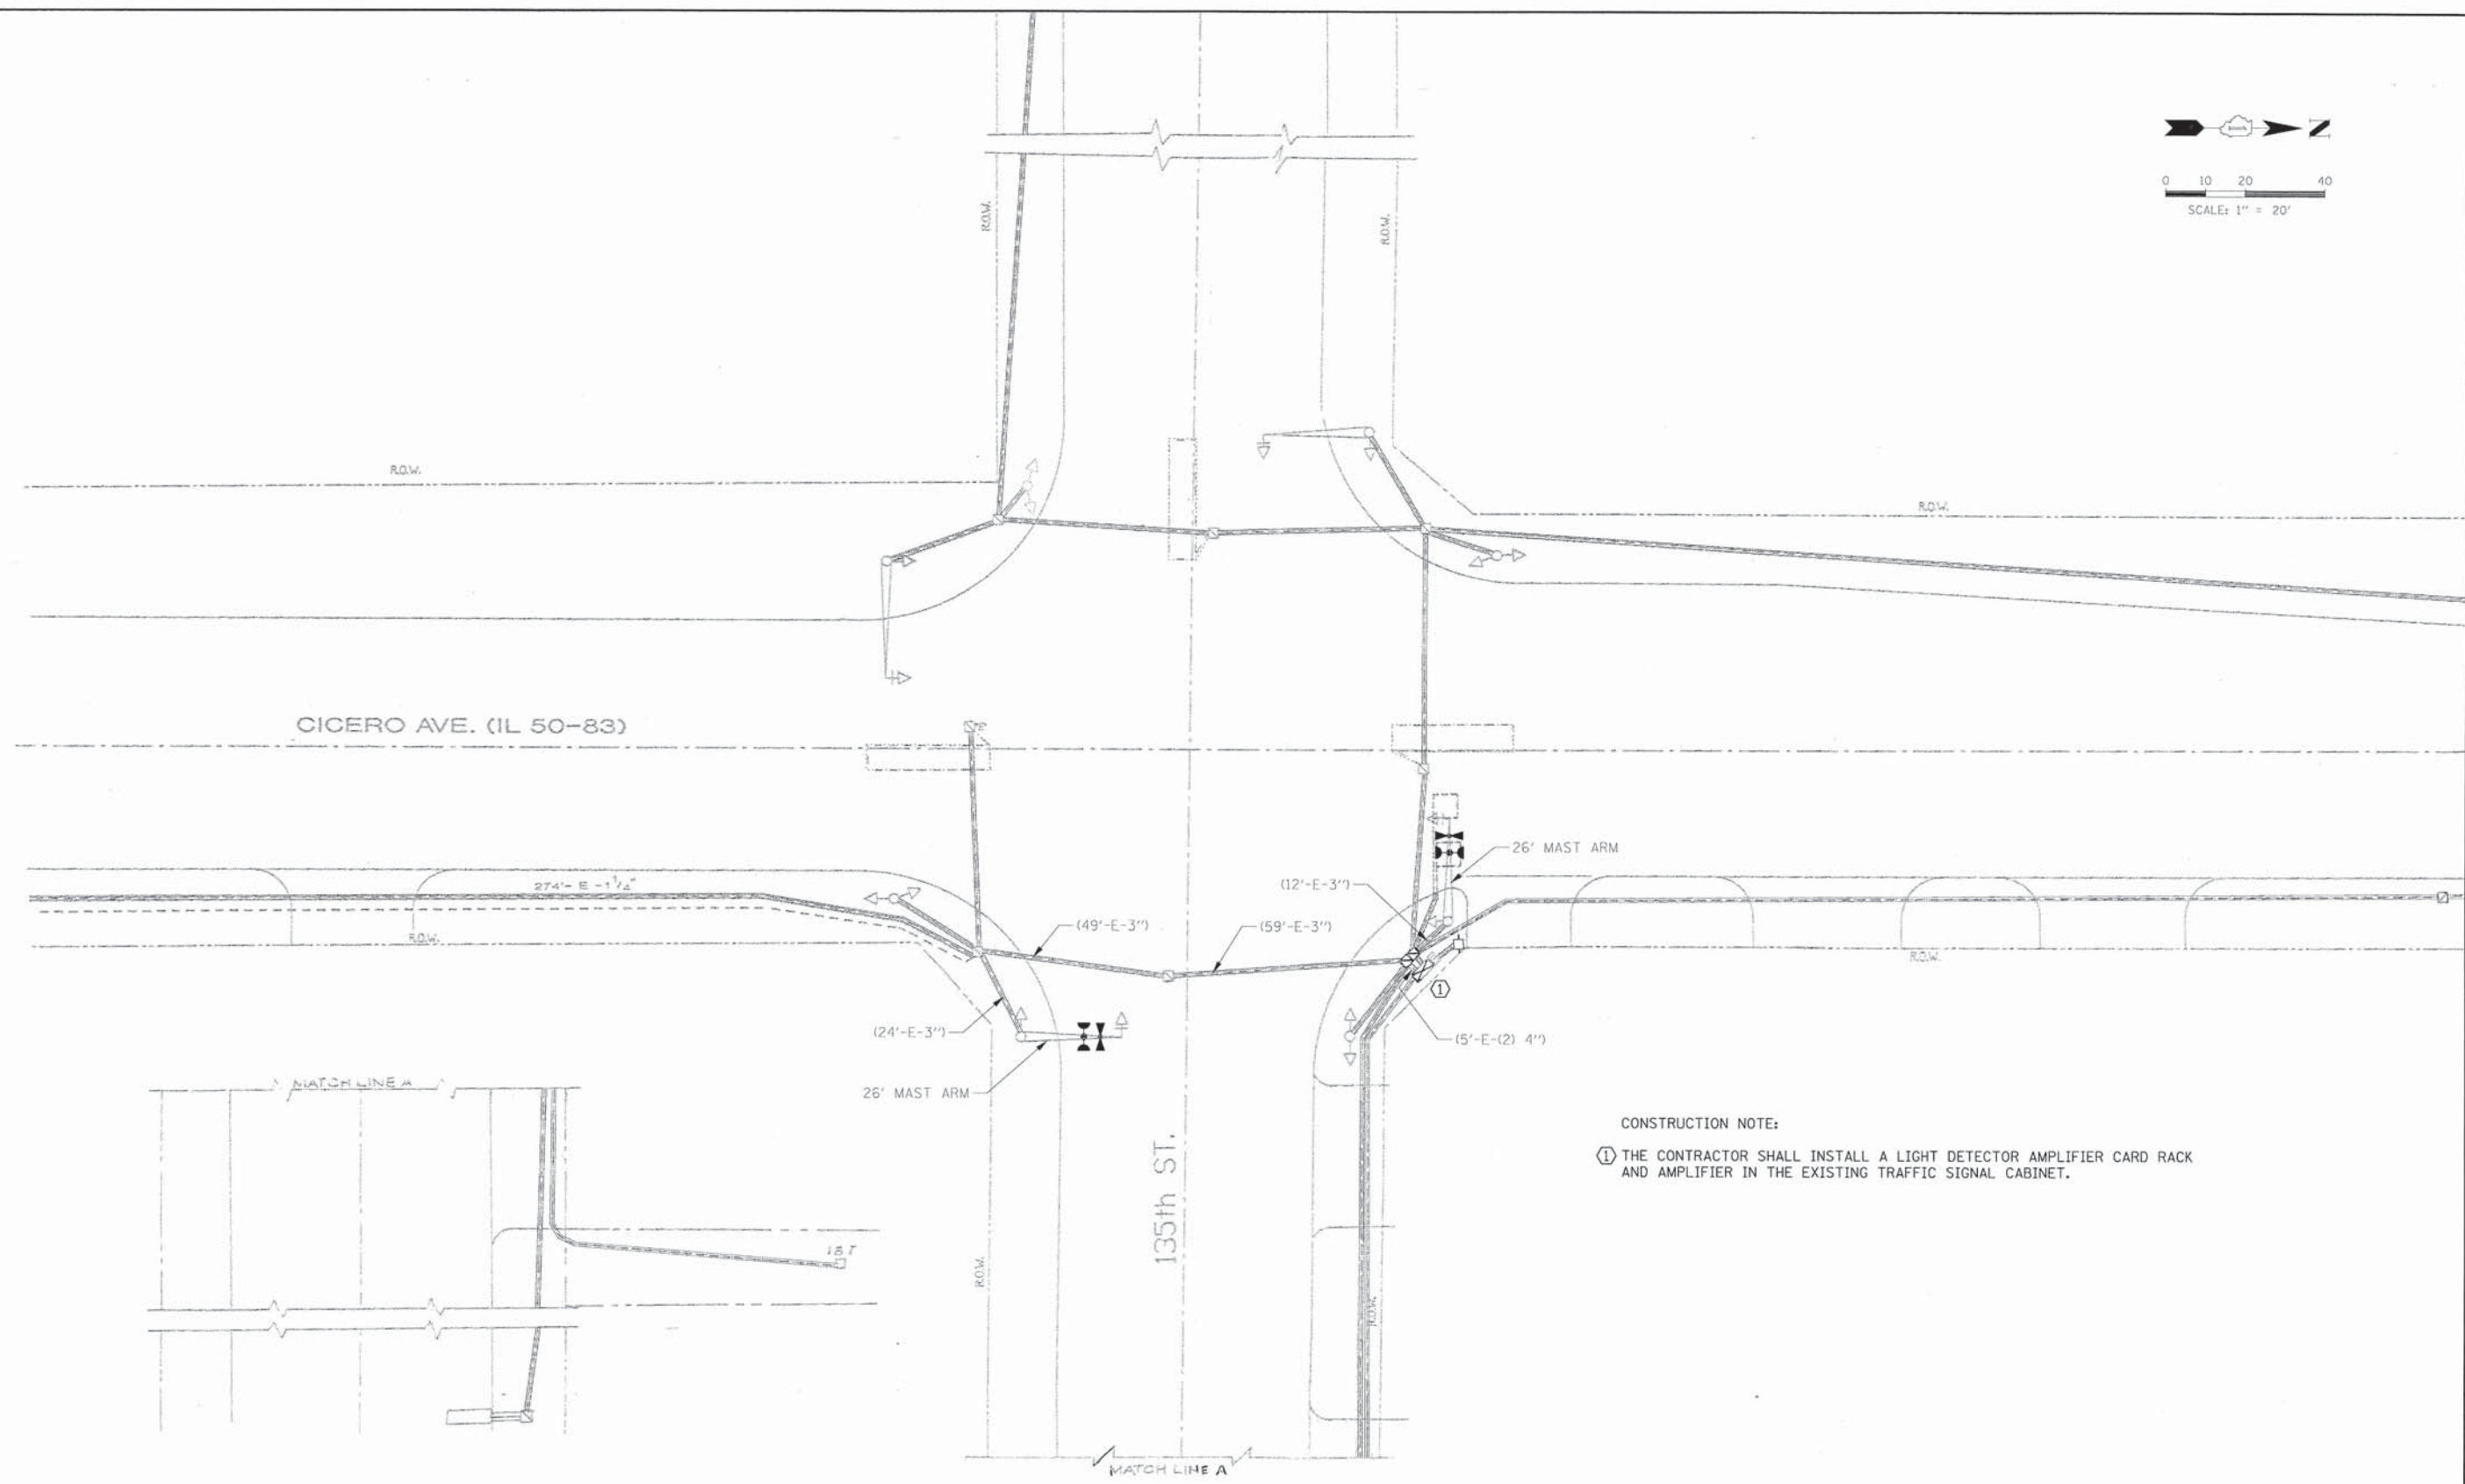 0 10 20 40
SCALE: 1" = 20'
R.O.W.
R.O.W.
R.O.W.
R.O.W.
CICERO AVE. (IL 50-83)
E
26' MAST ARM
(12'-E-3")
274'- E -1 1/4"
(49'-E-3")
(59'-E-3")
R.O.W.
R.O.W.
1
(24'-E-3")
(5'-E-(2) 4")
26' MAST ARM
MATCH LINE A
CONSTRUCTION NOTE:
1 THE CONTRACTOR SHALL INSTALL A LIGHT DETECTOR AMPLIFIER CARD RACK
AND AMPLIFIER IN THE EXISTING TRAFFIC SIGNAL CABINET.
135th ST.
R.O.W.
R.O.W.
MATCH LINE A